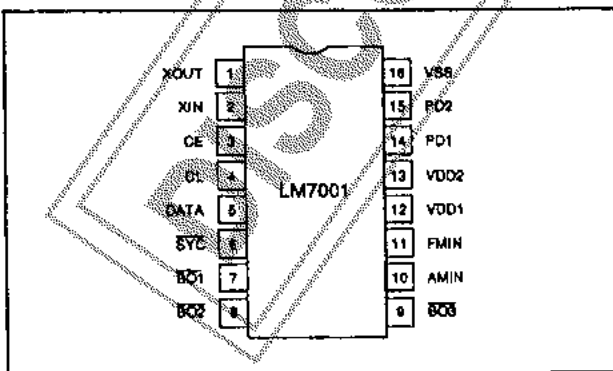 XOUT 1
XIN 2
CE 3
CL 4
DATA 5
SYC 6
BO1 7
BO2 8
LM7001
16 VSS
15 PD2
14 PD1
13 VDD2
12 VDD1
11 FMIN
10 AMIN
9 BO3
DISCO